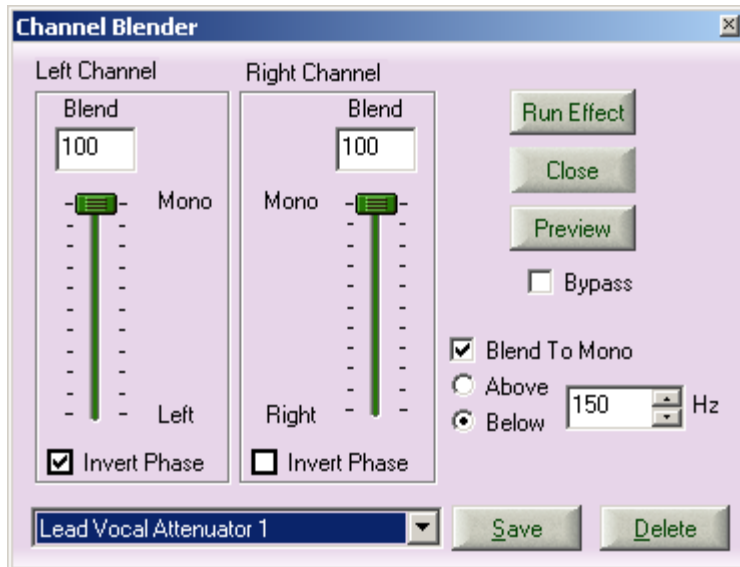 Channel Blender
Left Channel
Right Channel
Blend
100
Mono
Left
Invert Phase
Blend
100
Mono
Right
Invert Phase
Run Effect
Close
Preview
Bypass
Blend To Mono
Above
Below
150 Hz
Lead Vocal Attenuator 1
Save
Delete